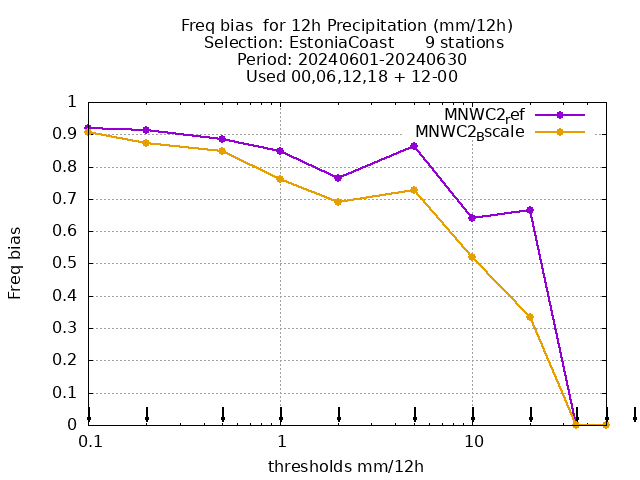 Freq bias  for 12h Precipitation (mm/12h)
Selection: EstoniaCoast      9 stations
Period: 20240601-20240630
Used 00,06,12,18 + 12-00
MNWC2ref
MNWC2Bscale
1
0.9
0.8
0.7
0.6
0.5
0.4
0.3
0.2
0.1
0
Freq bias
0.1 1 10
thresholds mm/12h